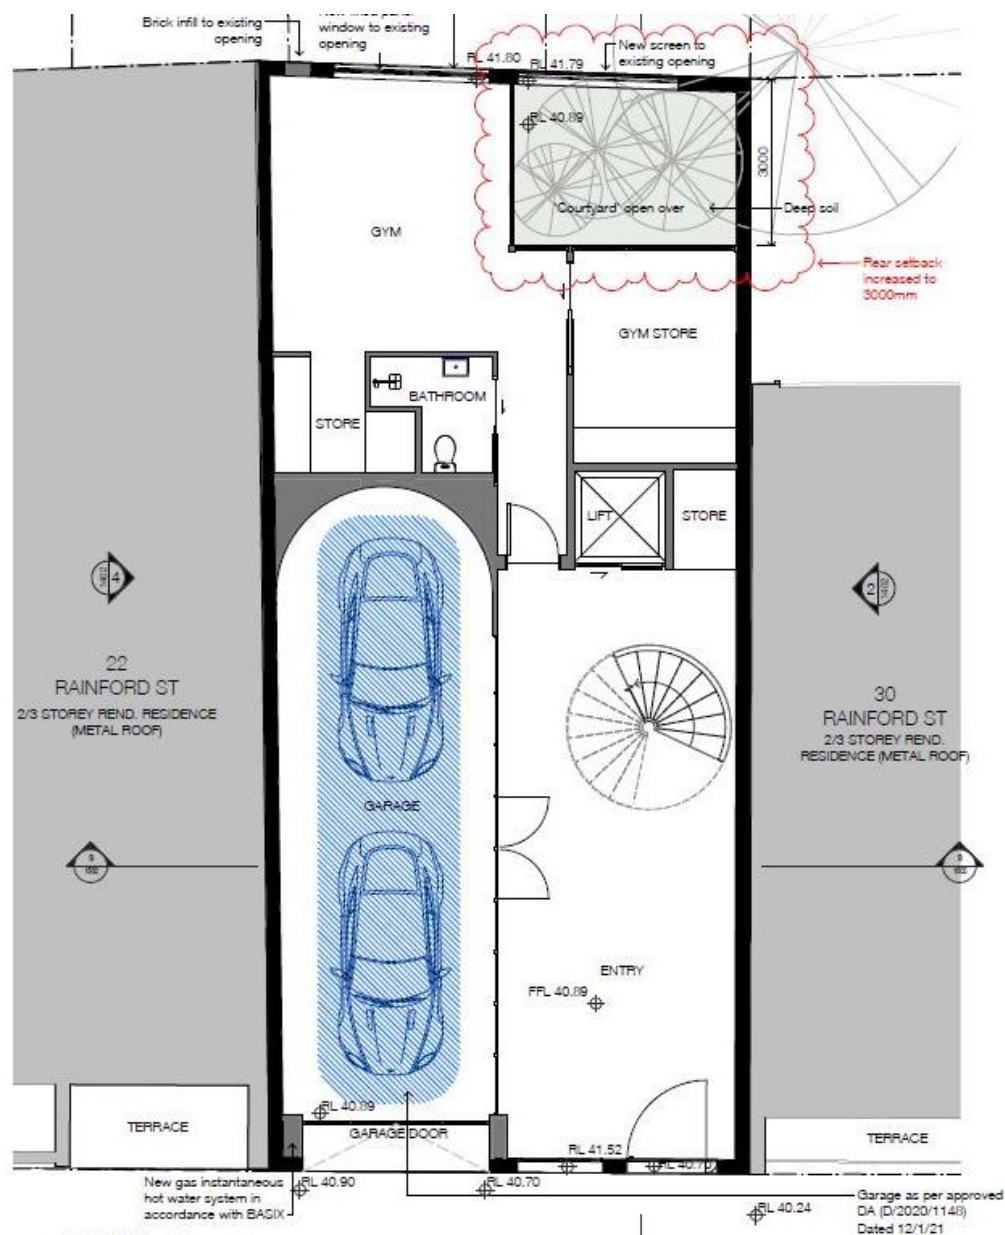 Brick infill to existing
opening
window to existing
opening
RL 41.80
RL 41.79
New screen to
existing opening
RL 40.89
3000
'Courtyard' open over
Deep soil
GYM
Rear setback
increased to
3000mm
GYM STORE
BATHROOM
STORE
LIFT
STORE
4
2
22
RAINFORD ST
2/3 STOREY REND. RESIDENCE
(METAL ROOF)
30
RAINFORD ST
2/3 STOREY REND.
RESIDENCE (METAL ROOF)
GARAGE
ENTRY
FFL 40.89
RL 40.89
TERRACE
GARAGE DOOR
RL 41.52
RL 40.70
TERRACE
New gas instantaneous
hot water system in
accordance with BASIX
RL 40.90
RL 40.70
Garage as per approved
DA (D/2020/1148)
Dated 12/1/21
RL 40.24